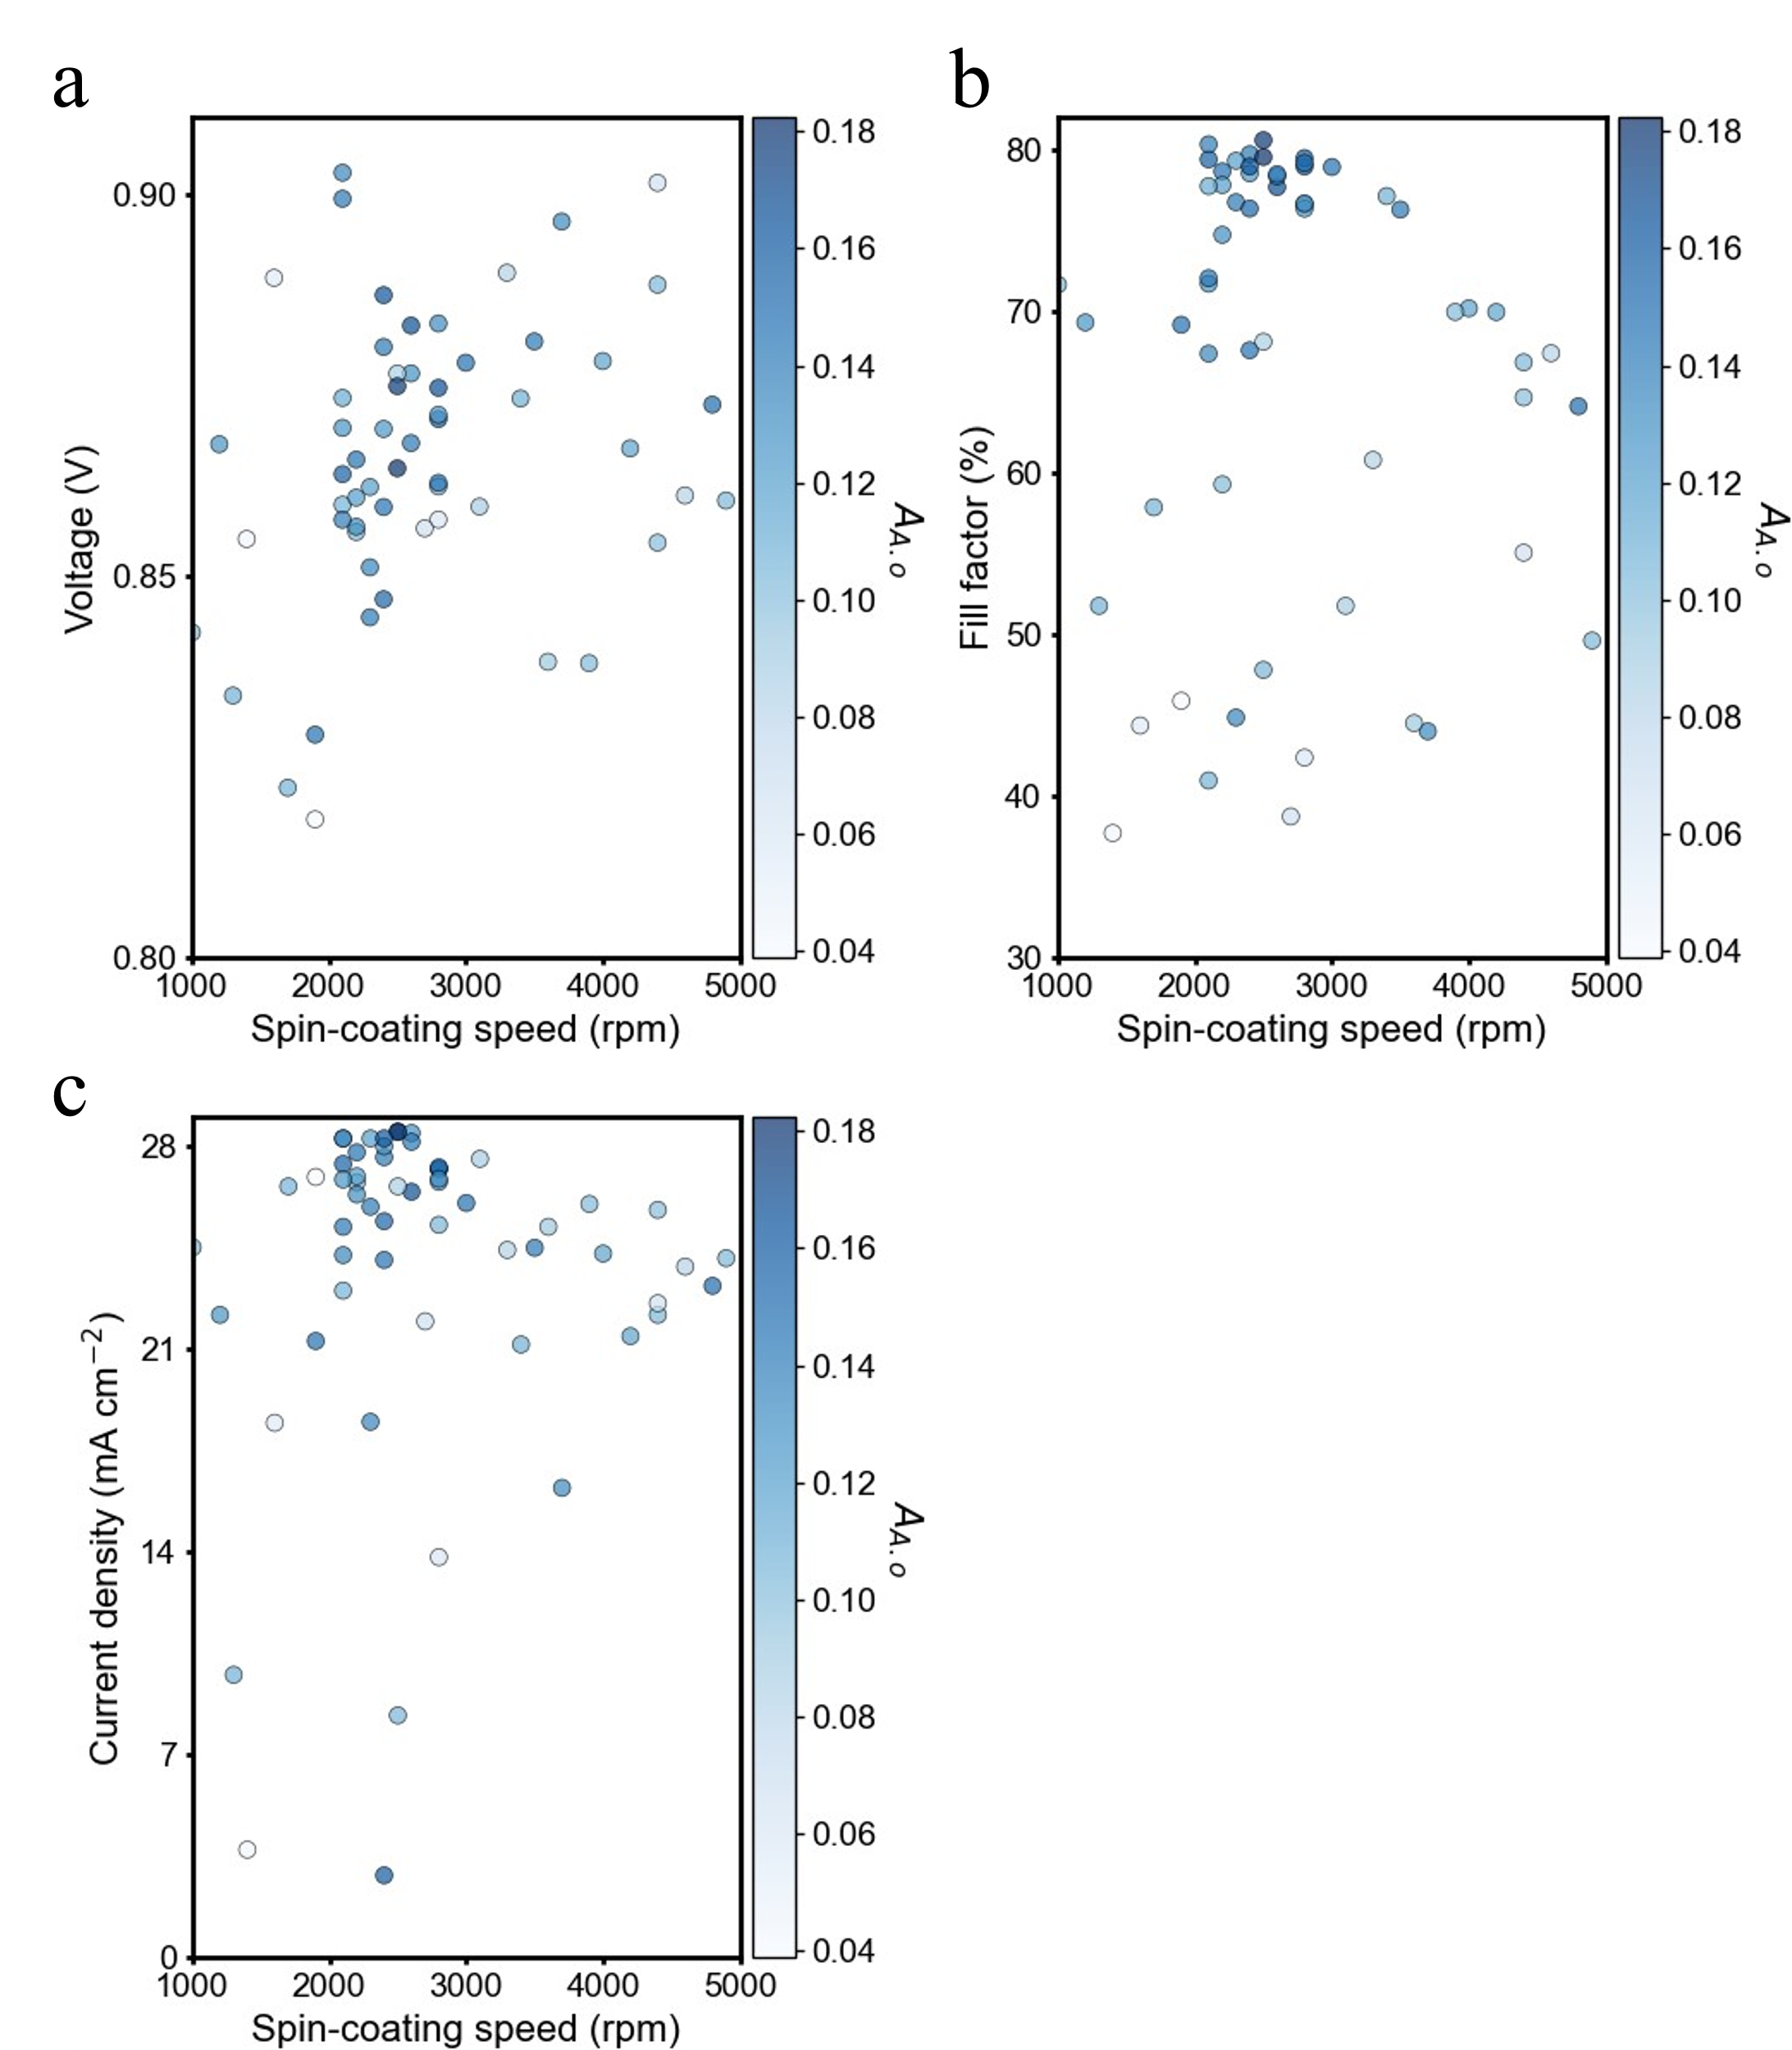 a
0.90
0.85
0.80
1000 2000 3000 4000 5000
Spin-coating speed (rpm)
Voltage (V)
0.18
0.16
0.14
0.12
0.10
0.08
0.06
0.04
A_{A.o}
b
80
70
60
50
40
30
1000 2000 3000 4000 5000
Spin-coating speed (rpm)
Fill factor (%)
0.18
0.16
0.14
0.12
0.10
0.08
0.06
0.04
A_{A.o}
c
28
21
14
7
0
1000 2000 3000 4000 5000
Spin-coating speed (rpm)
Current density (mA cm⁻²)
0.18
0.16
0.14
0.12
0.10
0.08
0.06
0.04
A_{A.o}